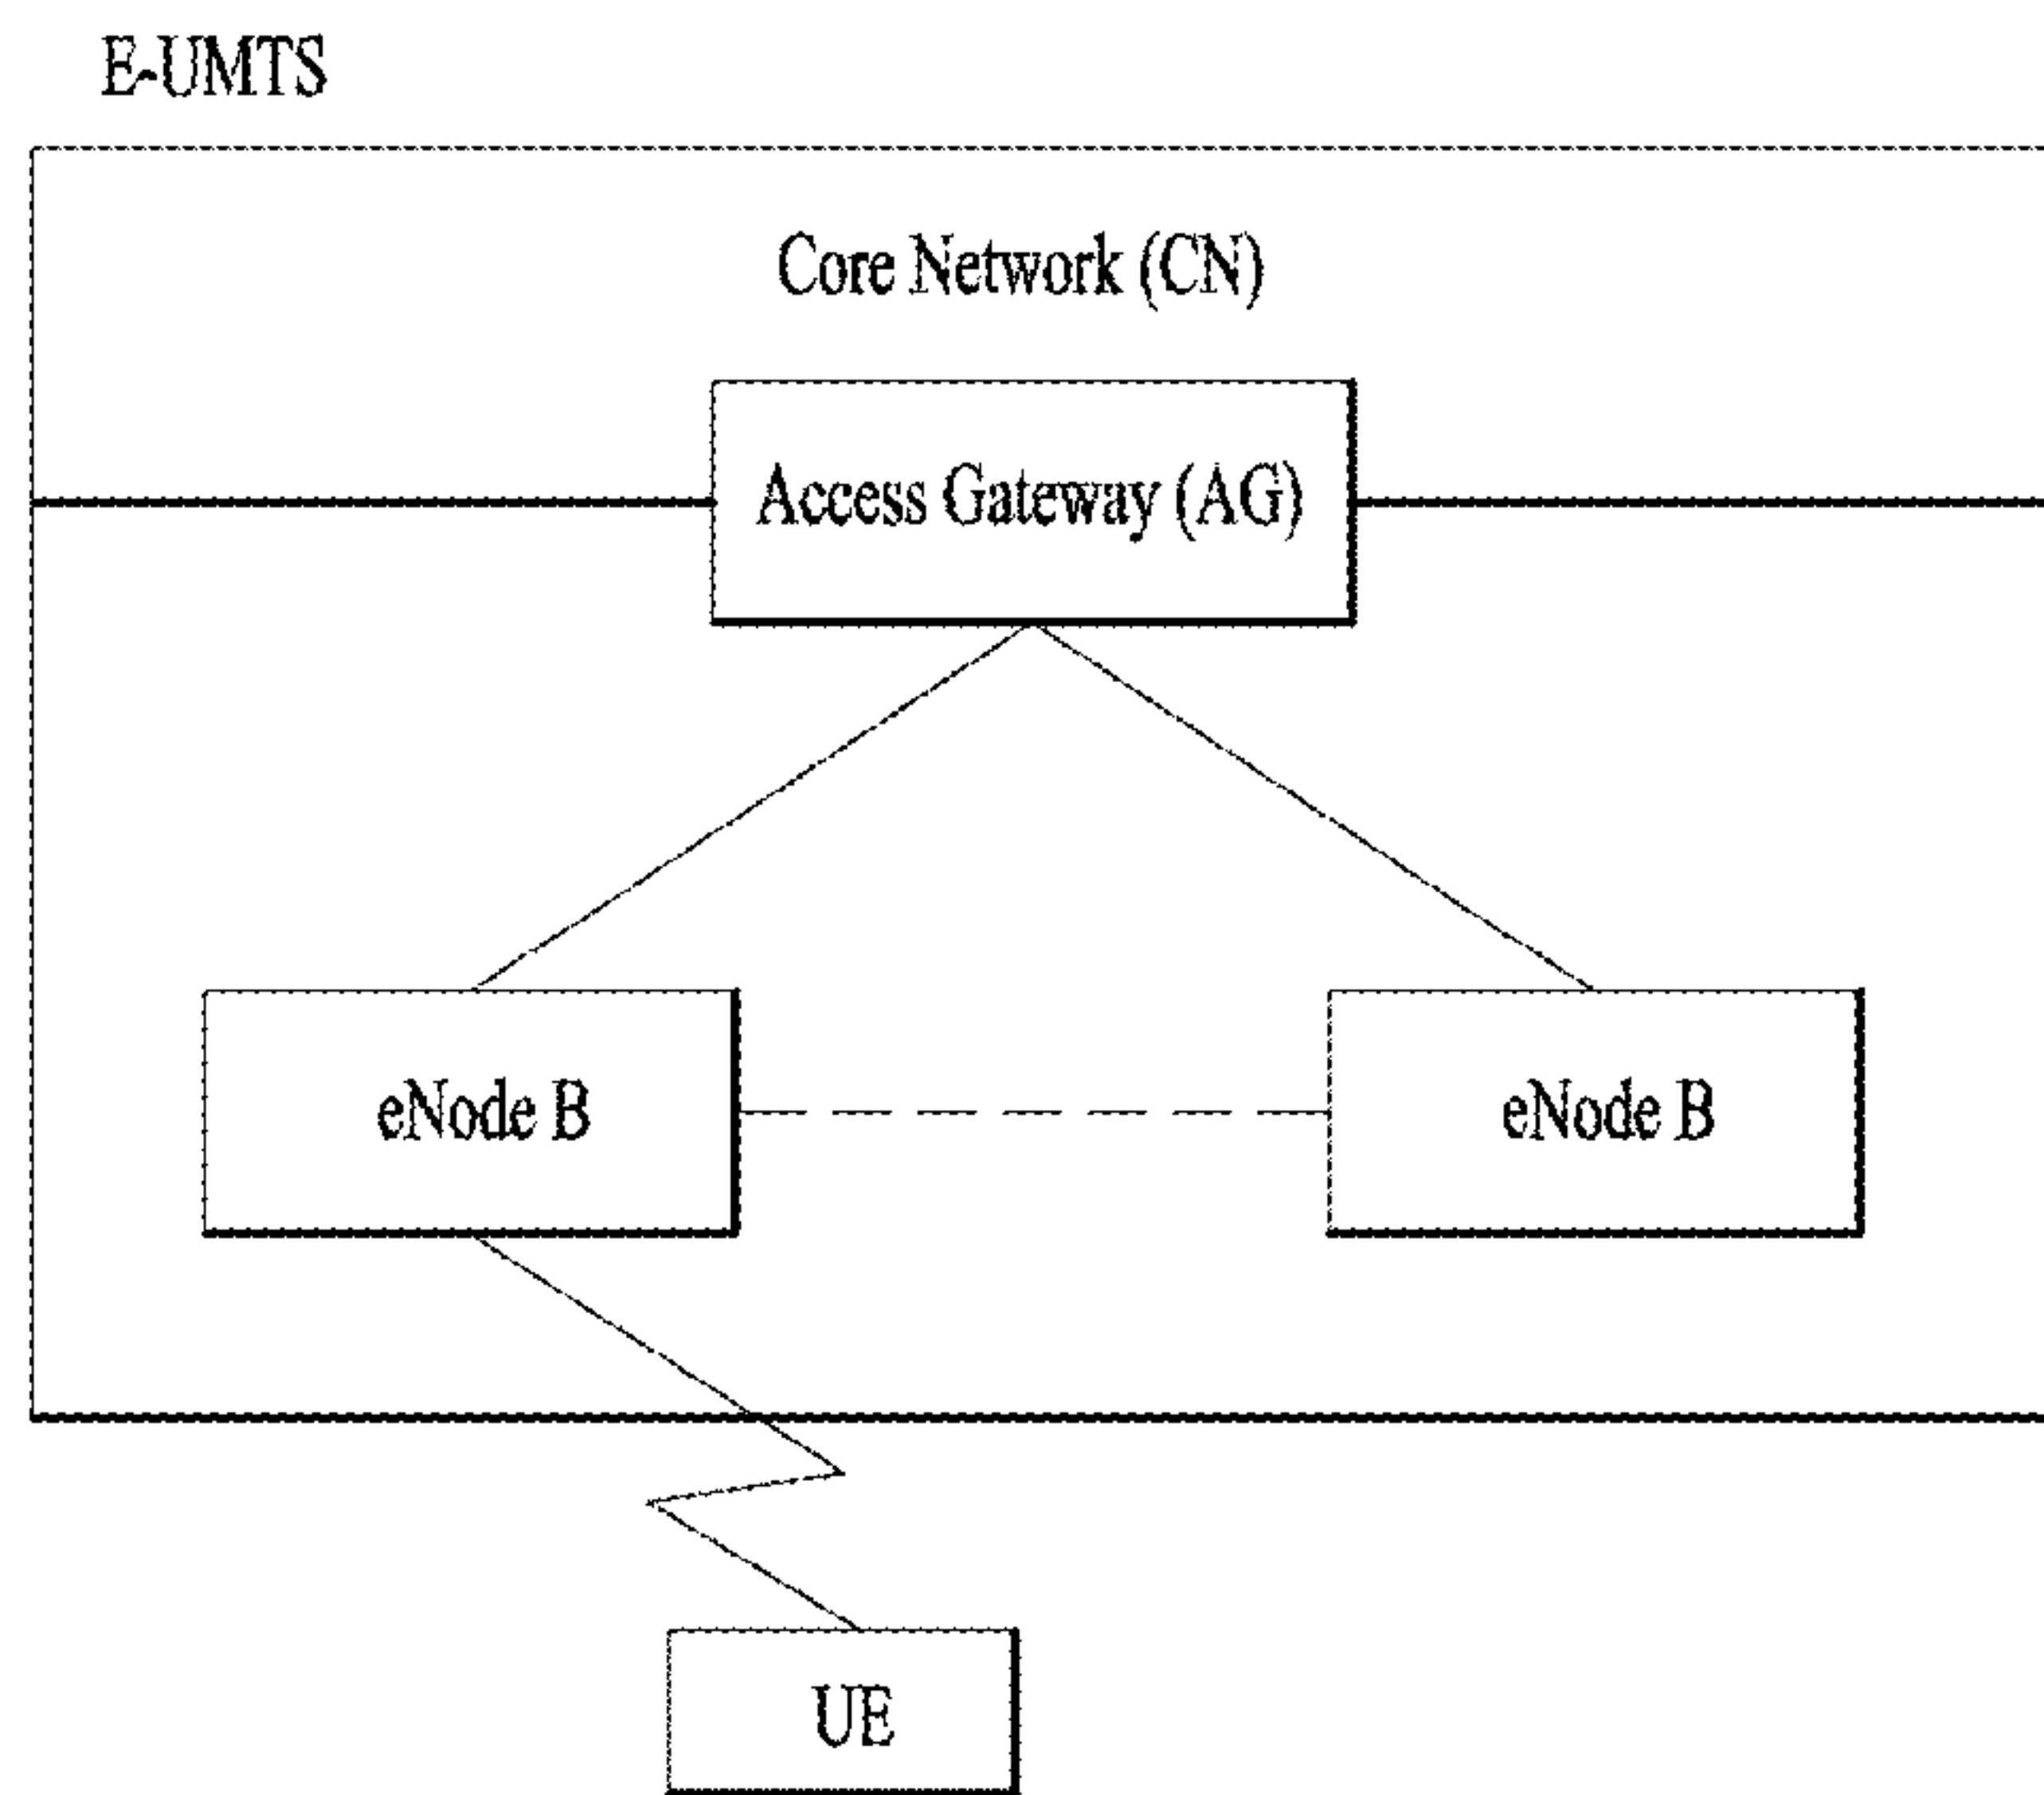 E-UMTS
Core Network (CN)
Access Gateway (AG)
eNode B
eNode B
UE